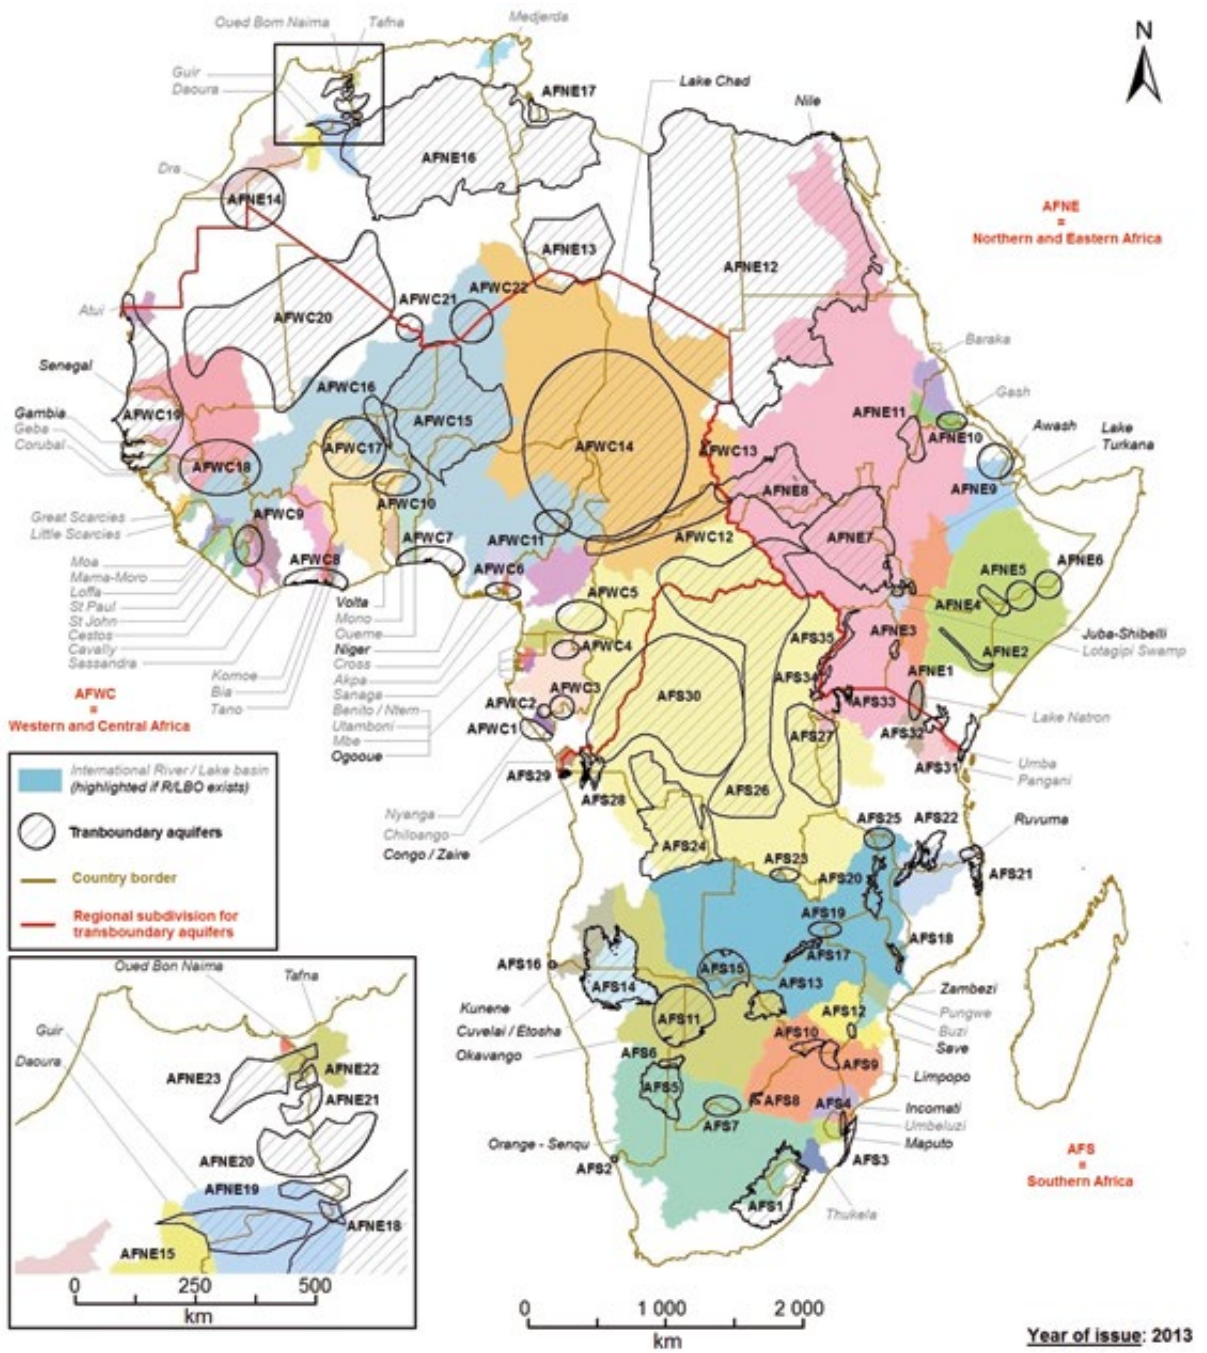 Oued Bom Naima
Tafna
Medjerda
N
Guir
Daoura
AFNE17
Lake Chad
Nile
AFNE16
Dra
AFNE14
AFNE
=
Northern and Eastern Africa
AFNE13
AFNE12
AFWC21
AFWC22
Atui
AFWC20
Baraka
Senegal
AFWC16
Gash
Gambia
AFWC19
AFWC15
AFNE11
Geba
AFNE10
Awash
Lake
Turkana
Corubal
AFWC17
AFWC14
AFWC13
AFWC18
AFNE9
AFNE8
AFWC10
Great Scarcies
AFWC9
Little Scarcies
AFWC7
AFWC11
AFWC12
AFNE7
Moa
AFWC8
AFNE5
AFNE6
Mama-Moro
AFWC6
Loffa
AFWC5
St Paul
Volta
AFNE4
St John
Mono
AFNE3
Juba-Shibelli
Cestos
Oueme
AFS35
AFWC4
AFNE2
Lotagipi Swamp
Cavally
Niger
Sassandra
Cross
AFS34
AFNE1
Komoe
Akpa
AFWC3
AFS30
AFWC
=
Western and Central Africa
Bia
Sanaga
AFWC2
AFS33
Tano
Benito / Ntem
AFWC1
AFS32
Lake Natron
Utamboni
AFS27
Mbe
Ogooue
AFS31
Umba
Pangani
International River / Lake basin
(highlighted if R/LBO exists)
AFS29
AFS28
AFS26
Nyanga
Tranboundary aquifers
Chiloango
AFS25
AFS22
Ruvuma
Congo / Zaire
AFS24
AFS23
Country border
AFS20
AFS21
Regional subdivision for
transboundary aquifers
AFS19
AFS18
AFS16
AFS15
AFS17
AFS14
AFS13
Zambezi
Kunene
AFS11
AFS12
Pungwe
Cuvelai / Etosha
Buzi
Okavango
AFS10
Save
AFS6
AFS9
AFS5
Limpopo
AFS8
AFS4
Incomati
AFS7
Umbeluzi
Orange - Senqu
Maputo
AFS2
AFS3
AFS
=
Southern Africa
AFS1
Thukela
Oued Bon Naima
Tafna
Guir
Daoura
AFNE23
AFNE22
AFNE21
AFNE20
AFNE19
AFNE18
AFNE15
0 250 500
km
0 1 000 2 000
km
Year of issue: 2013